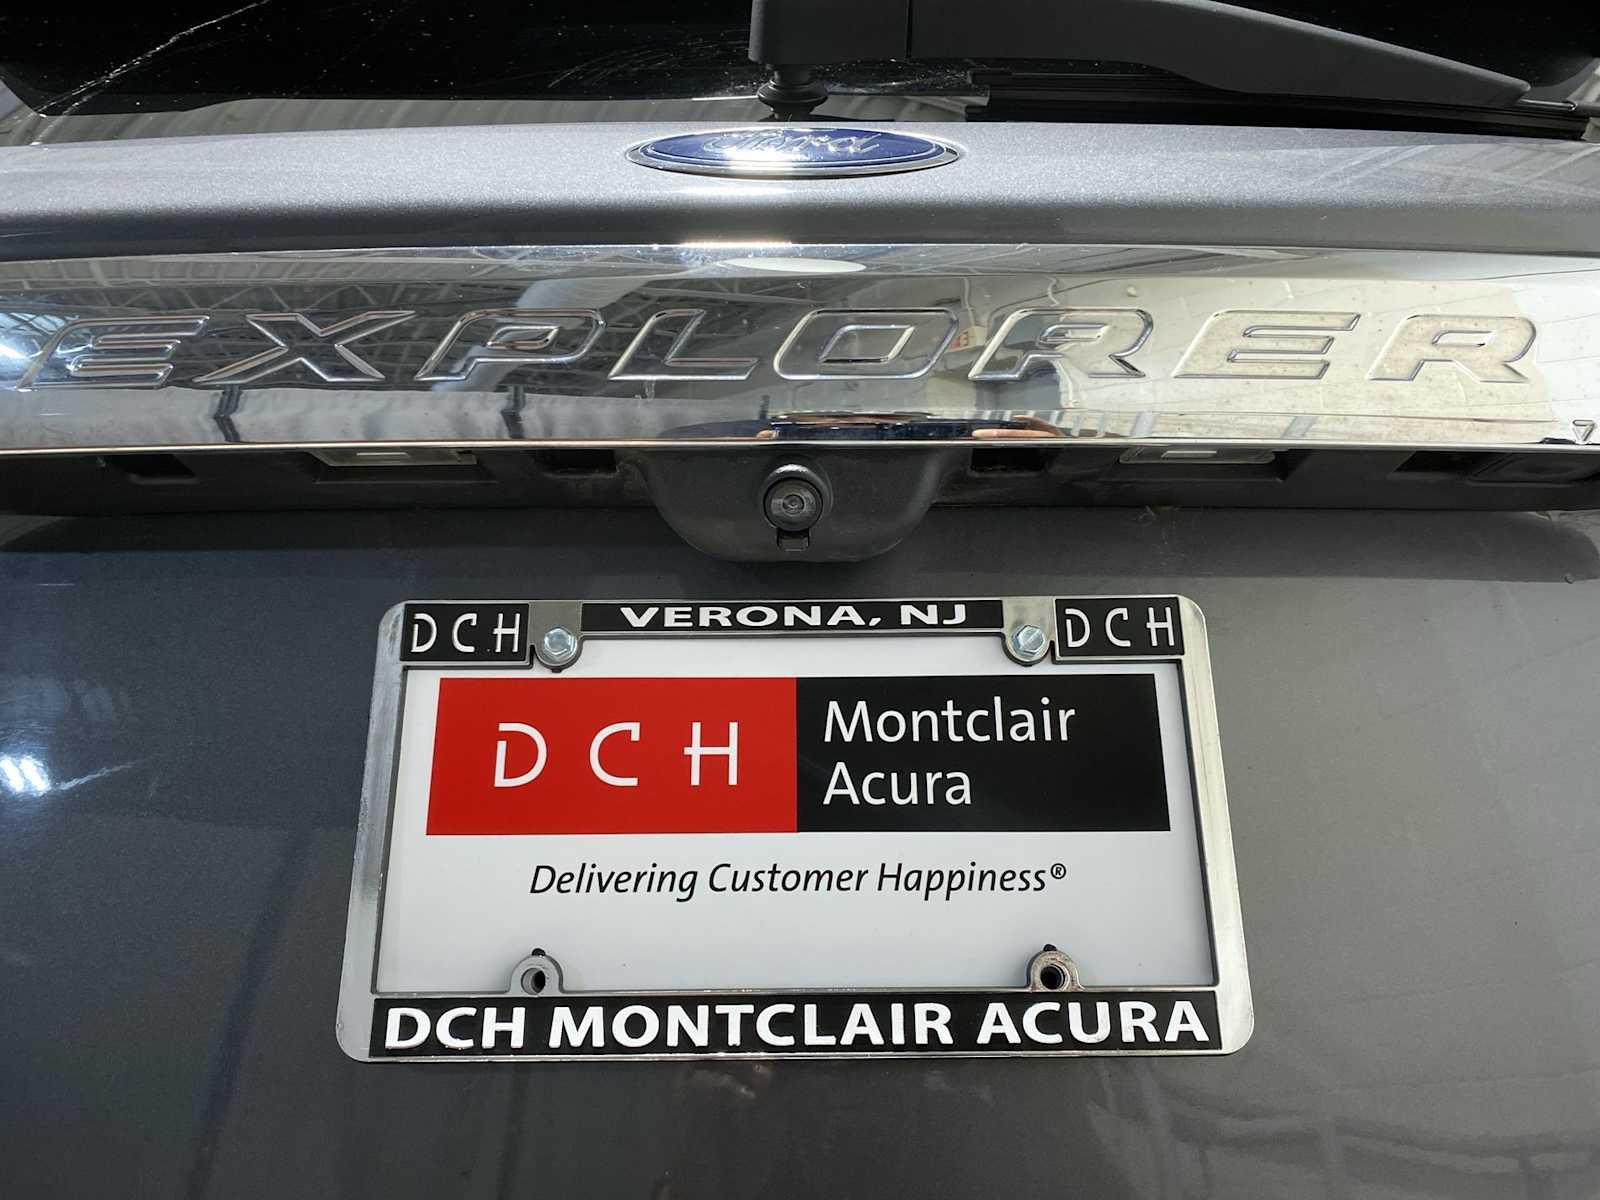 Ford
EXPLORER
DCH
VERONA, NJ
DCH
DCH
Montclair
Acura
Delivering Customer Happiness®
DCH MONTCLAIR ACURA